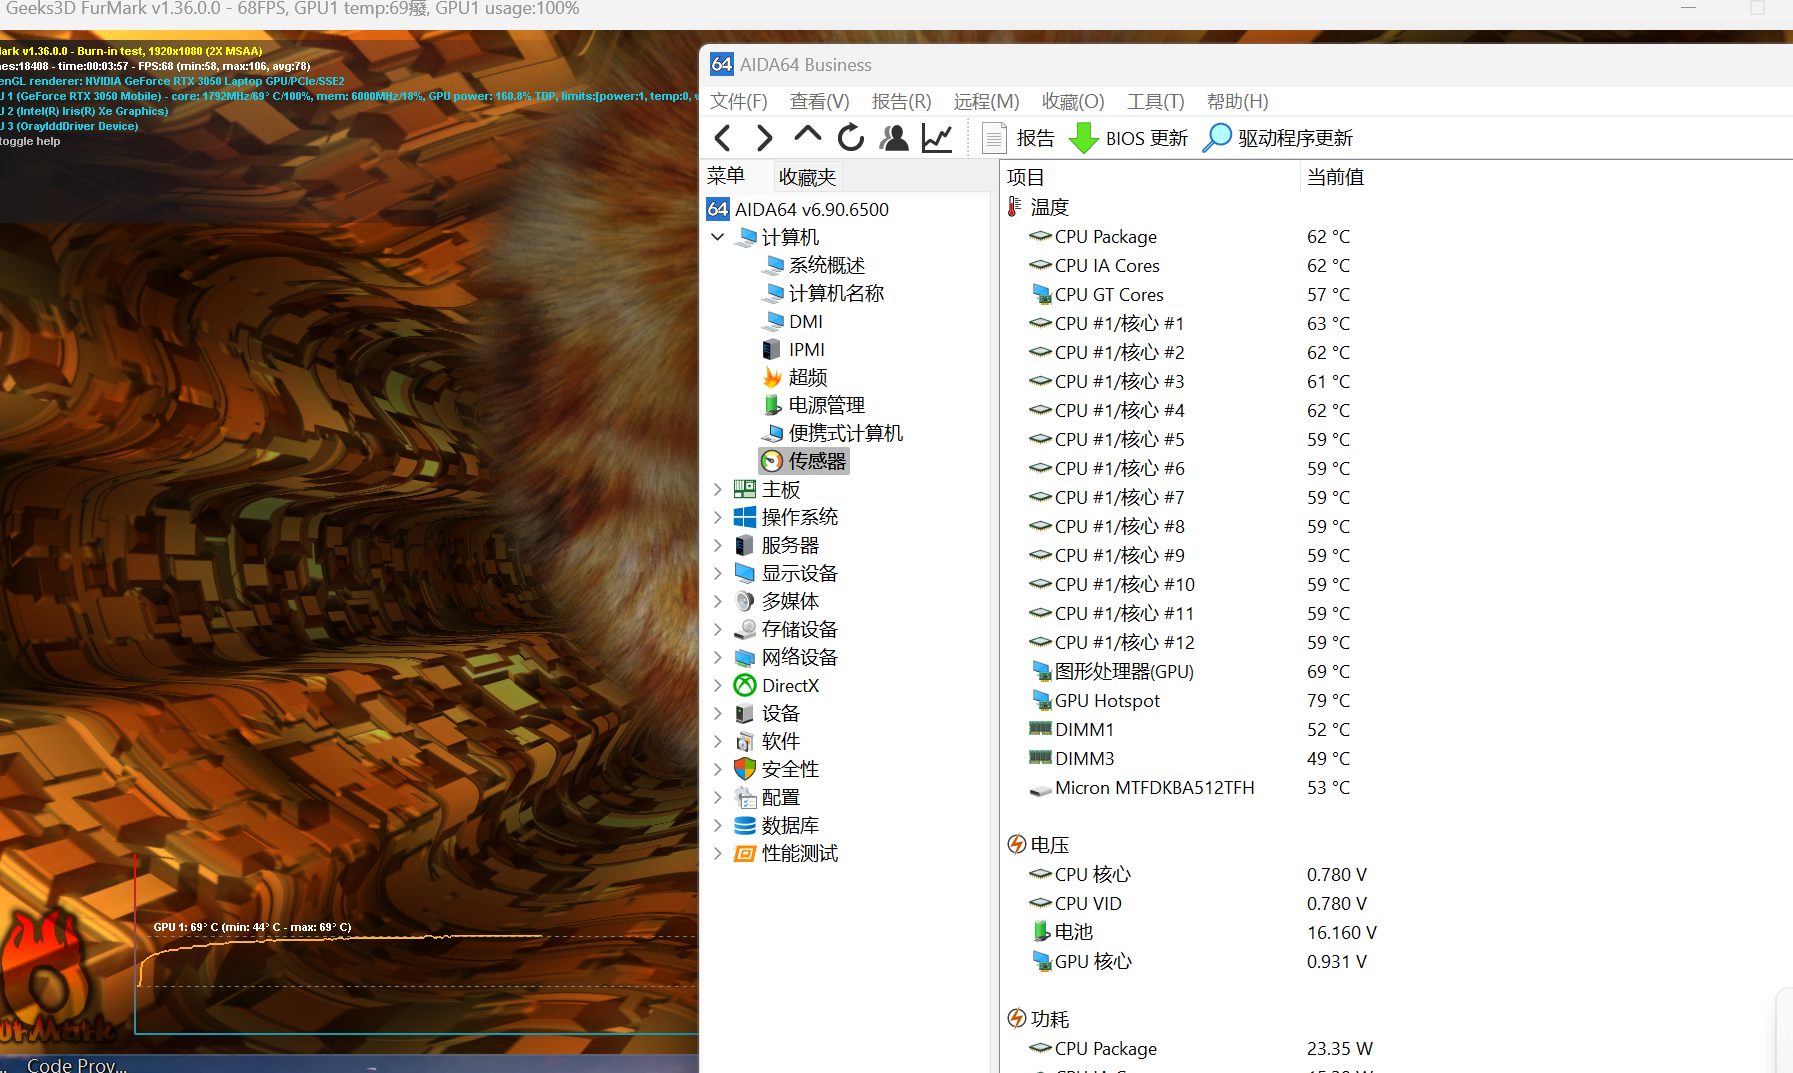 Geeks3D FurMark v1.36.0.0 - 68FPS, GPU1 temp:69癈, GPU1 usage:100%
ark v1.36.0.0 - Burn-in test, 1920x1080 (2X MSAA)
es:18408 - time:00:03:57 - FPS:68 (min:58, max:106, avg:78)
enGL renderer: NVIDIA GeForce RTX 3050 Laptop GPU/PCIe/SSE2
U 1 (GeForce RTX 3050 Mobile) - core: 1792MHz/69° C/100%, mem: 6000MHz/18%, GPU power: 160.8% TDP, limits:[power:1, temp:0, v
U 2 (Intel(R) Iris(R) Xe Graphics)
U 3 (OrayIddDriver Device)
toggle help
GPU 1: 69° C (min: 44° C - max: 69° C)
urMark
Code Prov...
64 AIDA64 Business
文件(F) 查看(V) 报告(R) 远程(M) 收藏(O) 工具(T) 帮助(H)
报告 BIOS 更新 驱动程序更新
菜单 收藏夹
64 AIDA64 v6.90.6500
计算机
系统概述
计算机名称
DMI
IPMI
超频
电源管理
便携式计算机
传感器
主板
操作系统
服务器
显示设备
多媒体
存储设备
网络设备
DirectX
设备
软件
安全性
配置
数据库
性能测试
项目 当前值
温度
CPU Package 62 °C
CPU IA Cores 62 °C
CPU GT Cores 57 °C
CPU #1/核心 #1 63 °C
CPU #1/核心 #2 62 °C
CPU #1/核心 #3 61 °C
CPU #1/核心 #4 62 °C
CPU #1/核心 #5 59 °C
CPU #1/核心 #6 59 °C
CPU #1/核心 #7 59 °C
CPU #1/核心 #8 59 °C
CPU #1/核心 #9 59 °C
CPU #1/核心 #10 59 °C
CPU #1/核心 #11 59 °C
CPU #1/核心 #12 59 °C
图形处理器(GPU) 69 °C
GPU Hotspot 79 °C
DIMM1 52 °C
DIMM3 49 °C
Micron MTFDKBA512TFH 53 °C
电压
CPU 核心 0.780 V
CPU VID 0.780 V
电池 16.160 V
GPU 核心 0.931 V
功耗
CPU Package 23.35 W